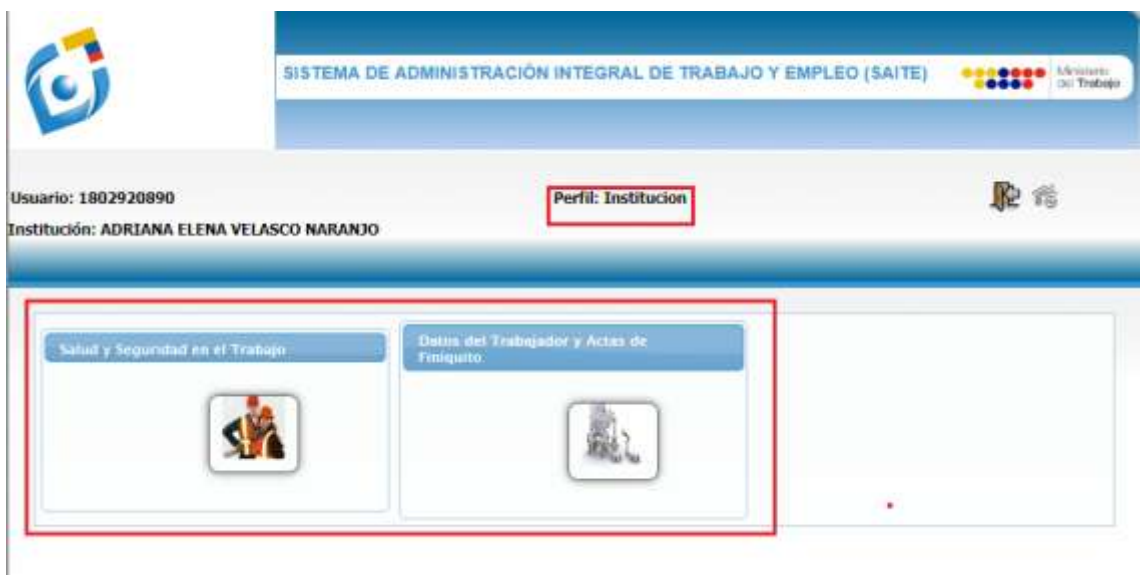 SISTEMA DE ADMINISTRACIÓN INTEGRAL DE TRABAJO Y EMPLEO (SAITE)
Ministerio
del Trabajo
Usuario: 1802920890
Perfil: Institucion
Institución: ADRIANA ELENA VELASCO NARANJO
Salud y Seguridad en el Trabajo
Datos del Trabajador y Actas de
Finiquito